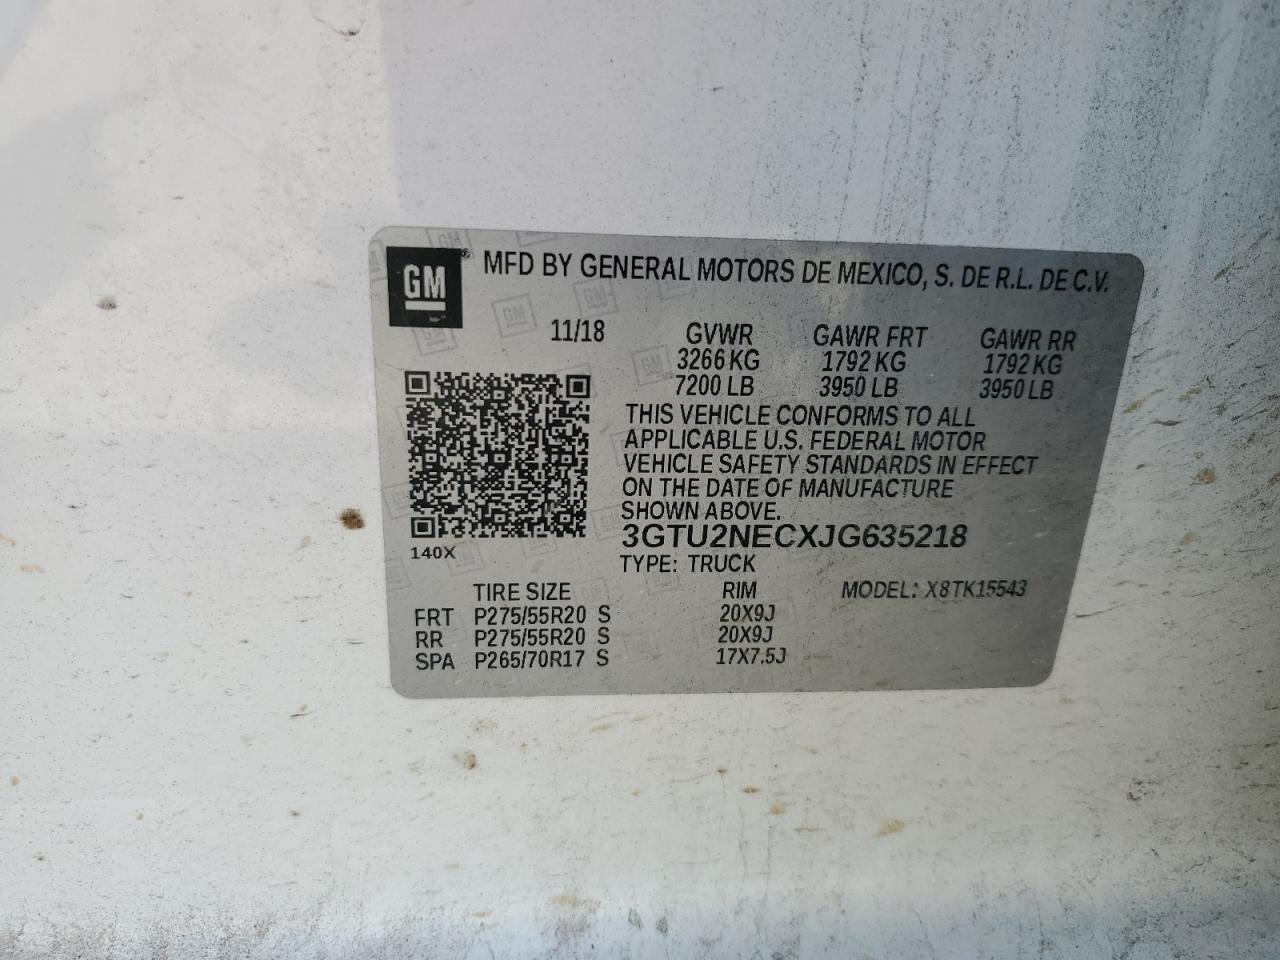 GM
MFD BY GENERAL MOTORS DE MEXICO, S. DE R.L. DE C.V.
11/18 GVWR GAWR FRT GAWR RR
3266 KG 1792 KG 1792 KG
7200 LB 3950 LB 3950 LB
THIS VEHICLE CONFORMS TO ALL
APPLICABLE U.S. FEDERAL MOTOR
VEHICLE SAFETY STANDARDS IN EFFECT
ON THE DATE OF MANUFACTURE
SHOWN ABOVE.
3GTU2NECXJG635218
140X
TYPE: TRUCK
TIRE SIZE RIM MODEL: X8TK15543
FRT P275/55R20 S 20X9J
RR P275/55R20 S 20X9J
SPA P265/70R17 S 17X7.5J